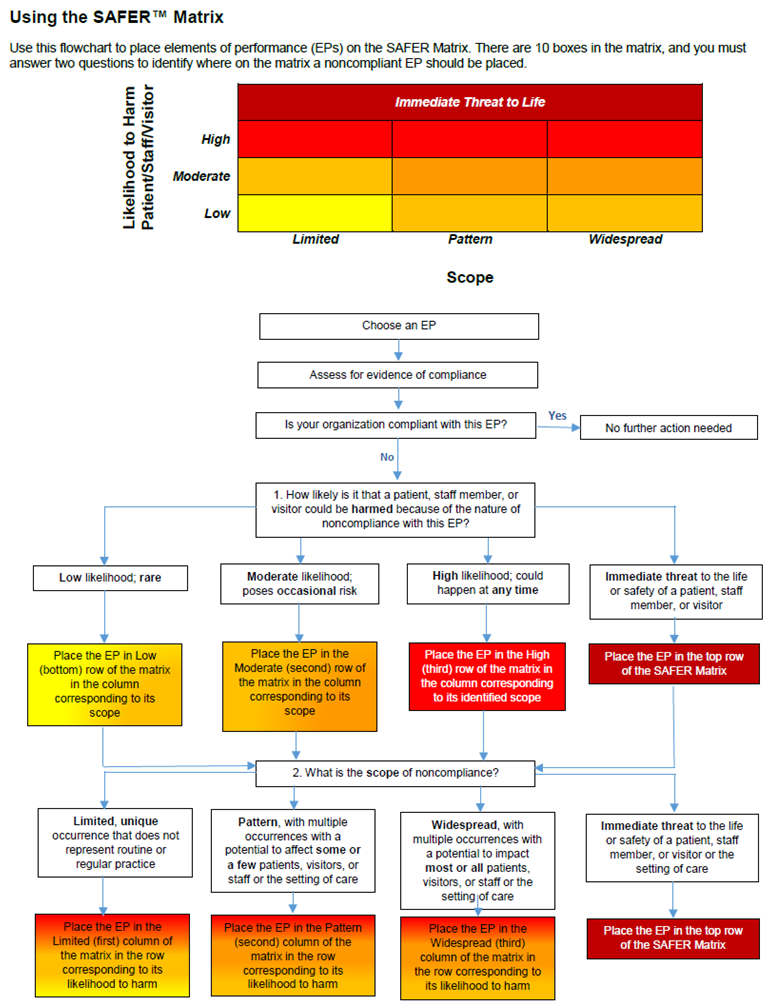 Using the SAFER™ Matrix
Use this flowchart to place elements of performance (EPs) on the SAFER Matrix. There are 10 boxes in the matrix, and you must
answer two questions to identify where on the matrix a noncompliant EP should be placed.
Likelihood to Harm
Patient/Staff/Visitor
Immediate Threat to Life
High
Moderate
Low
Limited
Pattern
Widespread
Scope
Choose an EP
Assess for evidence of compliance
Is your organization compliant with this EP?
Yes
No further action needed
No
1. How likely is it that a patient, staff member, or
visitor could be harmed because of the nature of
noncompliance with this EP?
Low likelihood; rare
Moderate likelihood;
poses occasional risk
High likelihood; could
happen at any time
Immediate threat to the life
or safety of a patient, staff
member, or visitor
Place the EP in Low
(bottom) row of the matrix
in the column
corresponding to its
scope
Place the EP in the
Moderate (second) row of
the matrix in the column
corresponding to its
scope
Place the EP in the High
(third) row of the matrix in
the column corresponding
to its identified scope
Place the EP in the top row
of the SAFER Matrix
2. What is the scope of noncompliance?
Limited, unique
occurrence that does not
represent routine or
regular practice
Pattern, with multiple
occurrences with a
potential to affect some or
a few patients, visitors, or
staff or the setting of care
Widespread, with
multiple occurrences with
a potential to impact
most or all patients,
visitors, or staff or the
setting of care
Immediate threat to the life
or safety of a patient, staff
member, or visitor or the
setting of care
Place the EP in the
Limited (first) column of
the matrix in the row
corresponding to its
likelihood to harm
Place the EP in the Pattern
(second) column of the
matrix in the row
corresponding to its
likelihood to harm
Place the EP in the
Widespread (third)
column of the matrix in
the row corresponding to
its likelihood to harm
Place the EP in the top row
of the SAFER Matrix